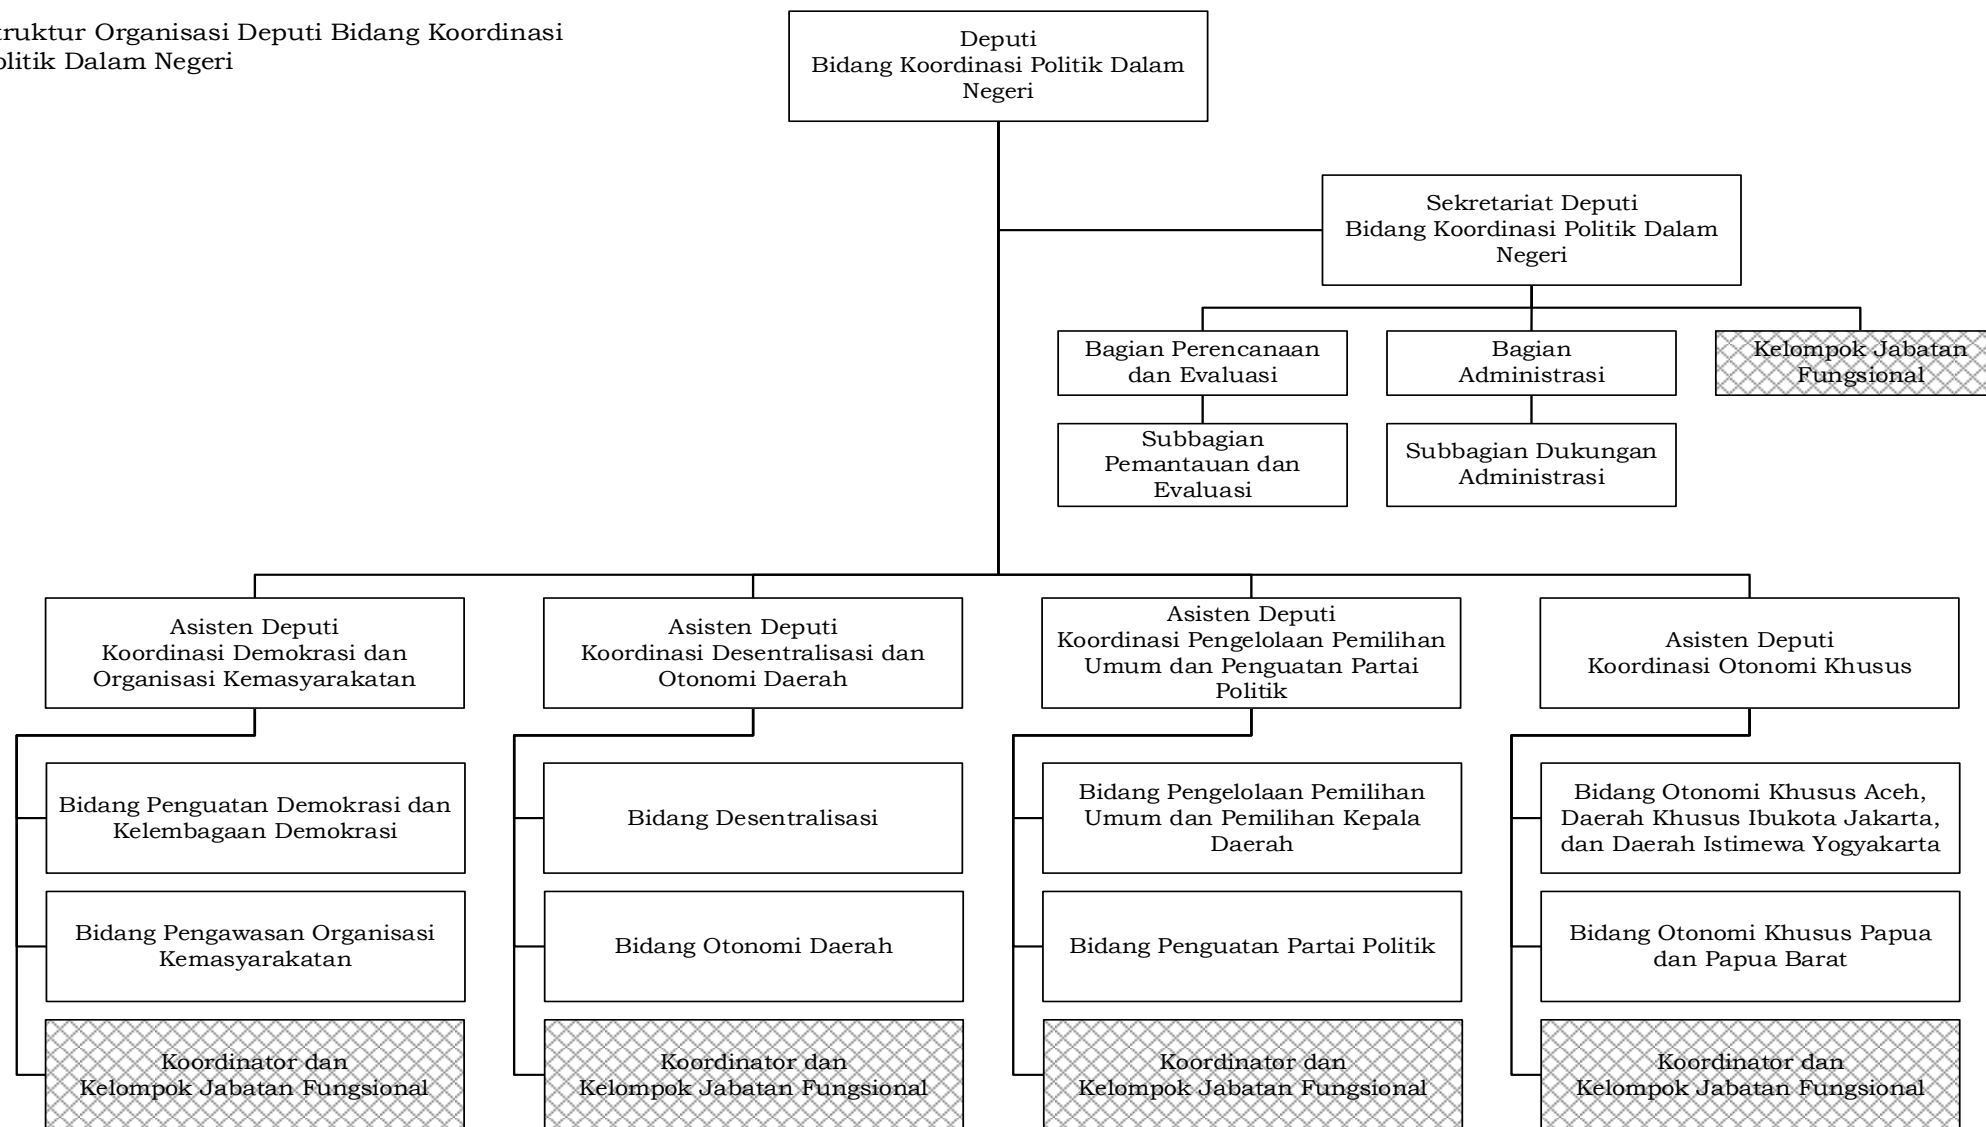 truktur Organisasi Deputi Bidang Koordinasi
olitik Dalam Negeri
Deputi
Bidang Koordinasi Politik Dalam
Negeri
Sekretariat Deputi
Bidang Koordinasi Politik Dalam
Negeri
Bagian Perencanaan
dan Evaluasi
Bagian
Administrasi
Kelompok Jabatan
Fungsional
Subbagian
Pemantauan dan
Evaluasi
Subbagian Dukungan
Administrasi
Asisten Deputi
Koordinasi Demokrasi dan
Organisasi Kemasyarakatan
Asisten Deputi
Koordinasi Desentralisasi dan
Otonomi Daerah
Asisten Deputi
Koordinasi Pengelolaan Pemilihan
Umum dan Penguatan Partai
Politik
Asisten Deputi
Koordinasi Otonomi Khusus
Bidang Penguatan Demokrasi dan
Kelembagaan Demokrasi
Bidang Desentralisasi
Bidang Pengelolaan Pemilihan
Umum dan Pemilihan Kepala
Daerah
Bidang Otonomi Khusus Aceh,
Daerah Khusus Ibukota Jakarta,
dan Daerah Istimewa Yogyakarta
Bidang Pengawasan Organisasi
Kemasyarakatan
Bidang Otonomi Daerah
Bidang Penguatan Partai Politik
Bidang Otonomi Khusus Papua
dan Papua Barat
Koordinator dan
Kelompok Jabatan Fungsional
Koordinator dan
Kelompok Jabatan Fungsional
Koordinator dan
Kelompok Jabatan Fungsional
Koordinator dan
Kelompok Jabatan Fungsional